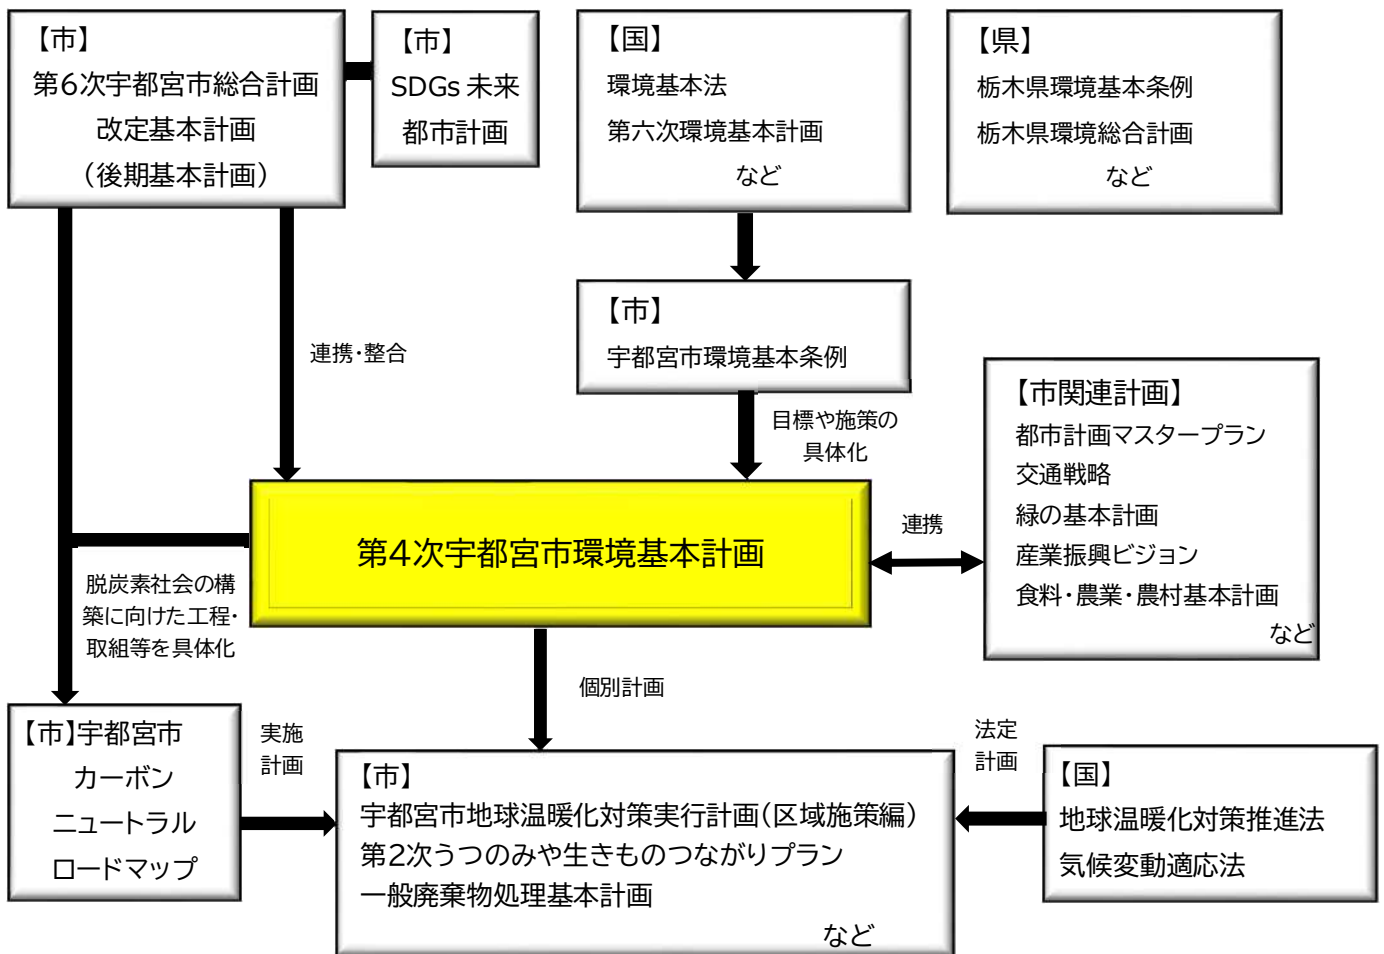 【市】
第6次宇都宮市総合計画
改定基本計画
（後期基本計画）
【市】
SDGs 未来
都市計画
【国】
環境基本法
第六次環境基本計画
など
【県】
栃木県環境基本条例
栃木県環境総合計画
など
【市】
宇都宮市環境基本条例
連携・整合
目標や施策の
具体化
【市関連計画】
都市計画マスタープラン
交通戦略
緑の基本計画
産業振興ビジョン
食料・農業・農村基本計画
など
第4次宇都宮市環境基本計画
連携
脱炭素社会の構
築に向けた工程・
取組等を具体化
個別計画
【市】宇都宮市
カーボン
ニュートラル
ロードマップ
実施
計画
【市】
宇都宮市地球温暖化対策実行計画（区域施策編）
第2次うつのみや生きものつながりプラン
一般廃棄物処理基本計画
など
法定
計画
【国】
地球温暖化対策推進法
気候変動適応法